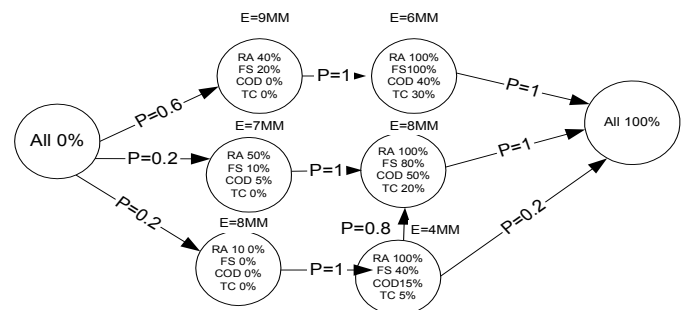 E=9MM
E=6MM
RA 40%
FS 20%
COD 0%
TC 0%
P=1
RA 100%
FS100%
COD 40%
TC 30%
P=1
P=0.6
All 0%
All 100%
E=7MM
E=8MM
P=0.2
RA 50%
FS 10%
COD 5%
TC 0%
P=1
RA 100%
FS 80%
COD 50%
TC 20%
P=1
P=0.2
E=8MM
P=0.8
E=4MM
P=0.2
RA 10 0%
FS 0%
COD 0%
TC 0%
P=1
RA 100%
FS 40%
COD15%
TC 5%